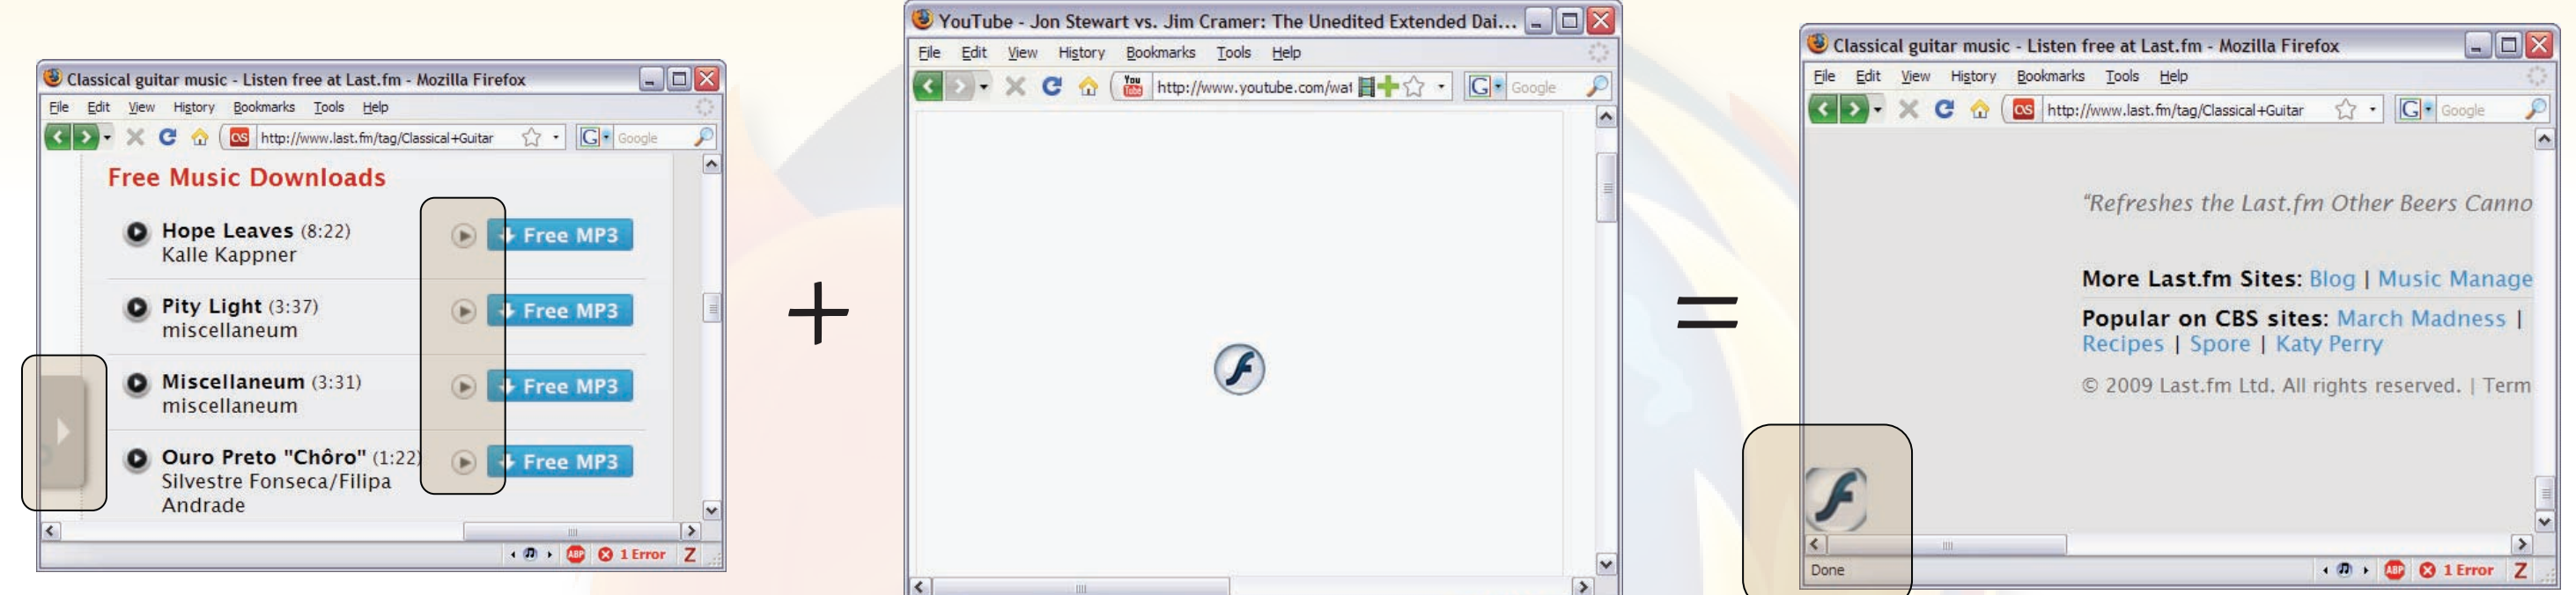 Classical guitar music - Listen free at Last.fm - Mozilla Firefox
File Edit View History Bookmarks Tools Help
http://www.last.fm/tag/Classical+Guitar Google
Free Music Downloads
Hope Leaves (8:22)
Kalle Kappner
Free MP3
Pity Light (3:37)
miscellaneum
Free MP3
Miscellaneum (3:31)
miscellaneum
Free MP3
Ouro Preto "Chôro" (1:22)
Silvestre Fonseca/Filipa
Andrade
Free MP3
ABP 1 Error Z
+
YouTube - Jon Stewart vs. Jim Cramer: The Unedited Extended Dai...
File Edit View History Bookmarks Tools Help
You Tube http://www.youtube.com/wat G Google
=
Classical guitar music - Listen free at Last.fm - Mozilla Firefox
File Edit View History Bookmarks Tools Help
http://www.last.fm/tag/Classical+Guitar G Google
"Refreshes the Last.fm Other Beers Canno
More Last.fm Sites: Blog | Music Manage
Popular on CBS sites: March Madness |
Recipes | Spore | Katy Perry
© 2009 Last.fm Ltd. All rights reserved. | Term
Done ABP 1 Error Z